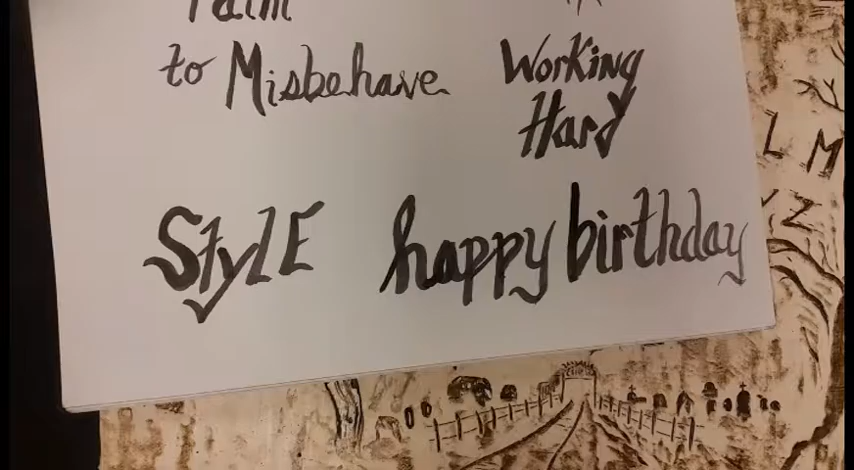 to Misbehave
Working
Hard
StylE
happy birthday
L M
Z